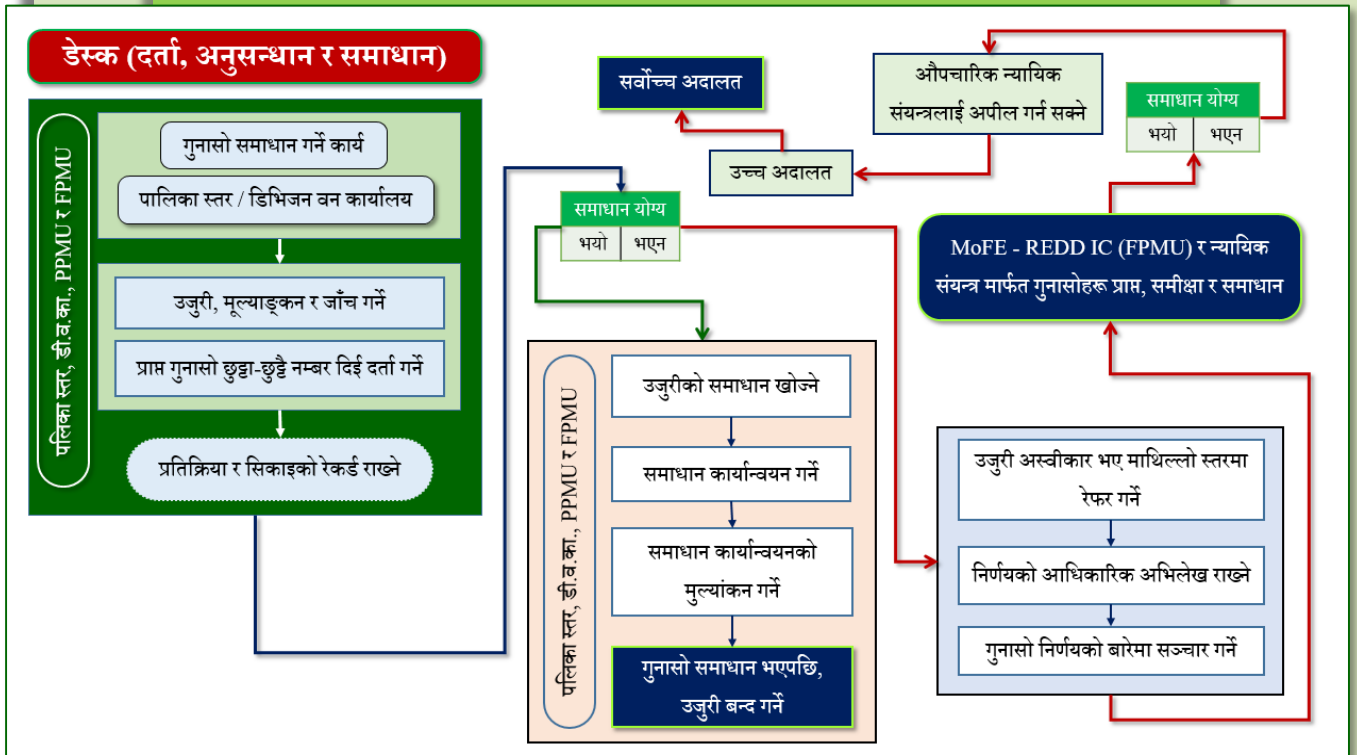 डेस्क (दर्ता, अनुसन्धान र समाधान)
पलिका स्तर, डी.व.का., PPMU र FPMU
गुनासो समाधान गर्ने कार्य
पालिका स्तर / डिभिजन वन कार्यालय
उजुरी, मूल्याङ्कन र जाँच गर्ने
प्राप्त गुनासो छुट्टा-छुट्टै नम्बर दिई दर्ता गर्ने
प्रतिक्रिया र सिकाइको रेकर्ड राख्ने
समाधान योग्य
भयो भएन
पलिका स्तर, डी.व.का., PPMU र FPMU
उजुरीको समाधान खोज्ने
समाधान कार्यान्वयन गर्ने
समाधान कार्यान्वयनको
मुल्यांकन गर्ने
गुनासो समाधान भएपछि,
उजुरी बन्द गर्ने
उजुरी अस्वीकार भए माथिल्लो स्तरमा
रेफर गर्ने
निर्णयको आधिकारिक अभिलेख राख्ने
गुनासो निर्णयको बारेमा सञ्चार गर्ने
MoFE - REDD IC (FPMU) र न्यायिक
संयन्त्र मार्फत गुनासोहरू प्राप्त, समीक्षा र समाधान
समाधान योग्य
भयो भएन
औपचारिक न्यायिक
संयन्त्रलाई अपील गर्न सक्ने
उच्च अदालत
सर्वोच्च अदालत